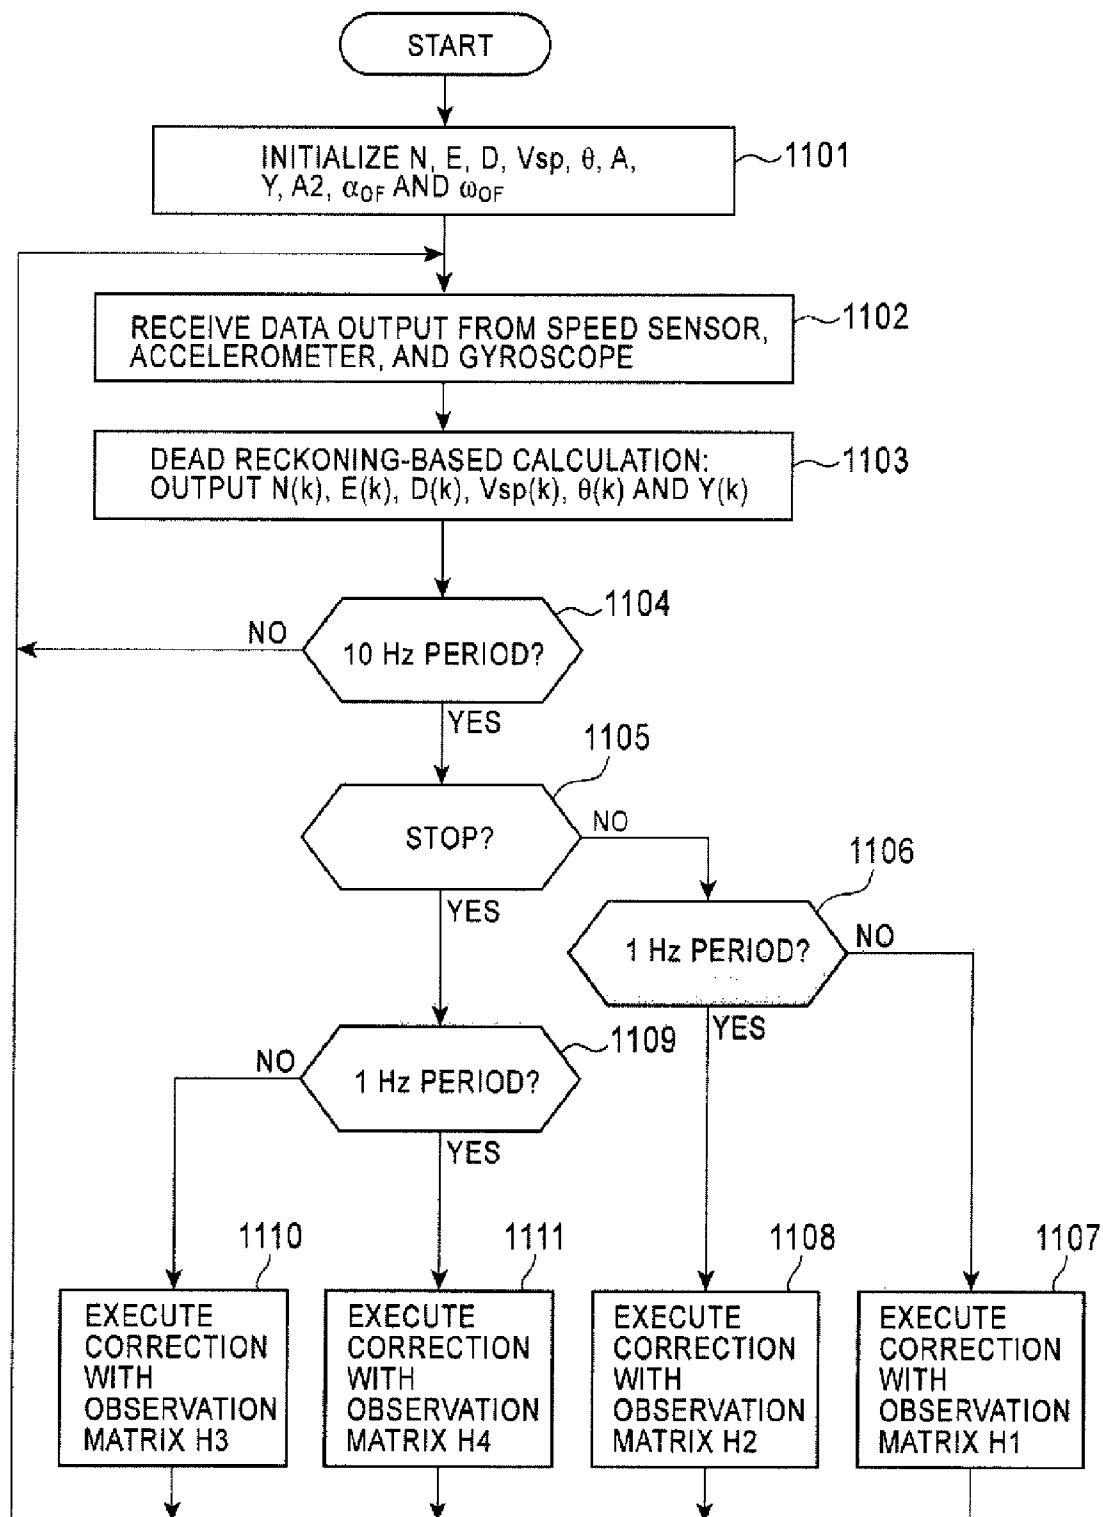 START
INITIALIZE N, E, D, Vsp, θ, A,
Y, A2, αOF AND ωOF
1101
RECEIVE DATA OUTPUT FROM SPEED SENSOR,
ACCELEROMETER, AND GYROSCOPE
1102
DEAD RECKONING-BASED CALCULATION:
OUTPUT N(k), E(k), D(k), Vsp(k), θ(k) AND Y(k)
1103
1104
NO
10 Hz PERIOD?
YES
1105
STOP?
NO
YES
1106
1 Hz PERIOD?
NO
YES
1109
NO
1 Hz PERIOD?
YES
1110
EXECUTE
CORRECTION
WITH
OBSERVATION
MATRIX H3
1111
EXECUTE
CORRECTION
WITH
OBSERVATION
MATRIX H4
1108
EXECUTE
CORRECTION
WITH
OBSERVATION
MATRIX H2
1107
EXECUTE
CORRECTION
WITH
OBSERVATION
MATRIX H1